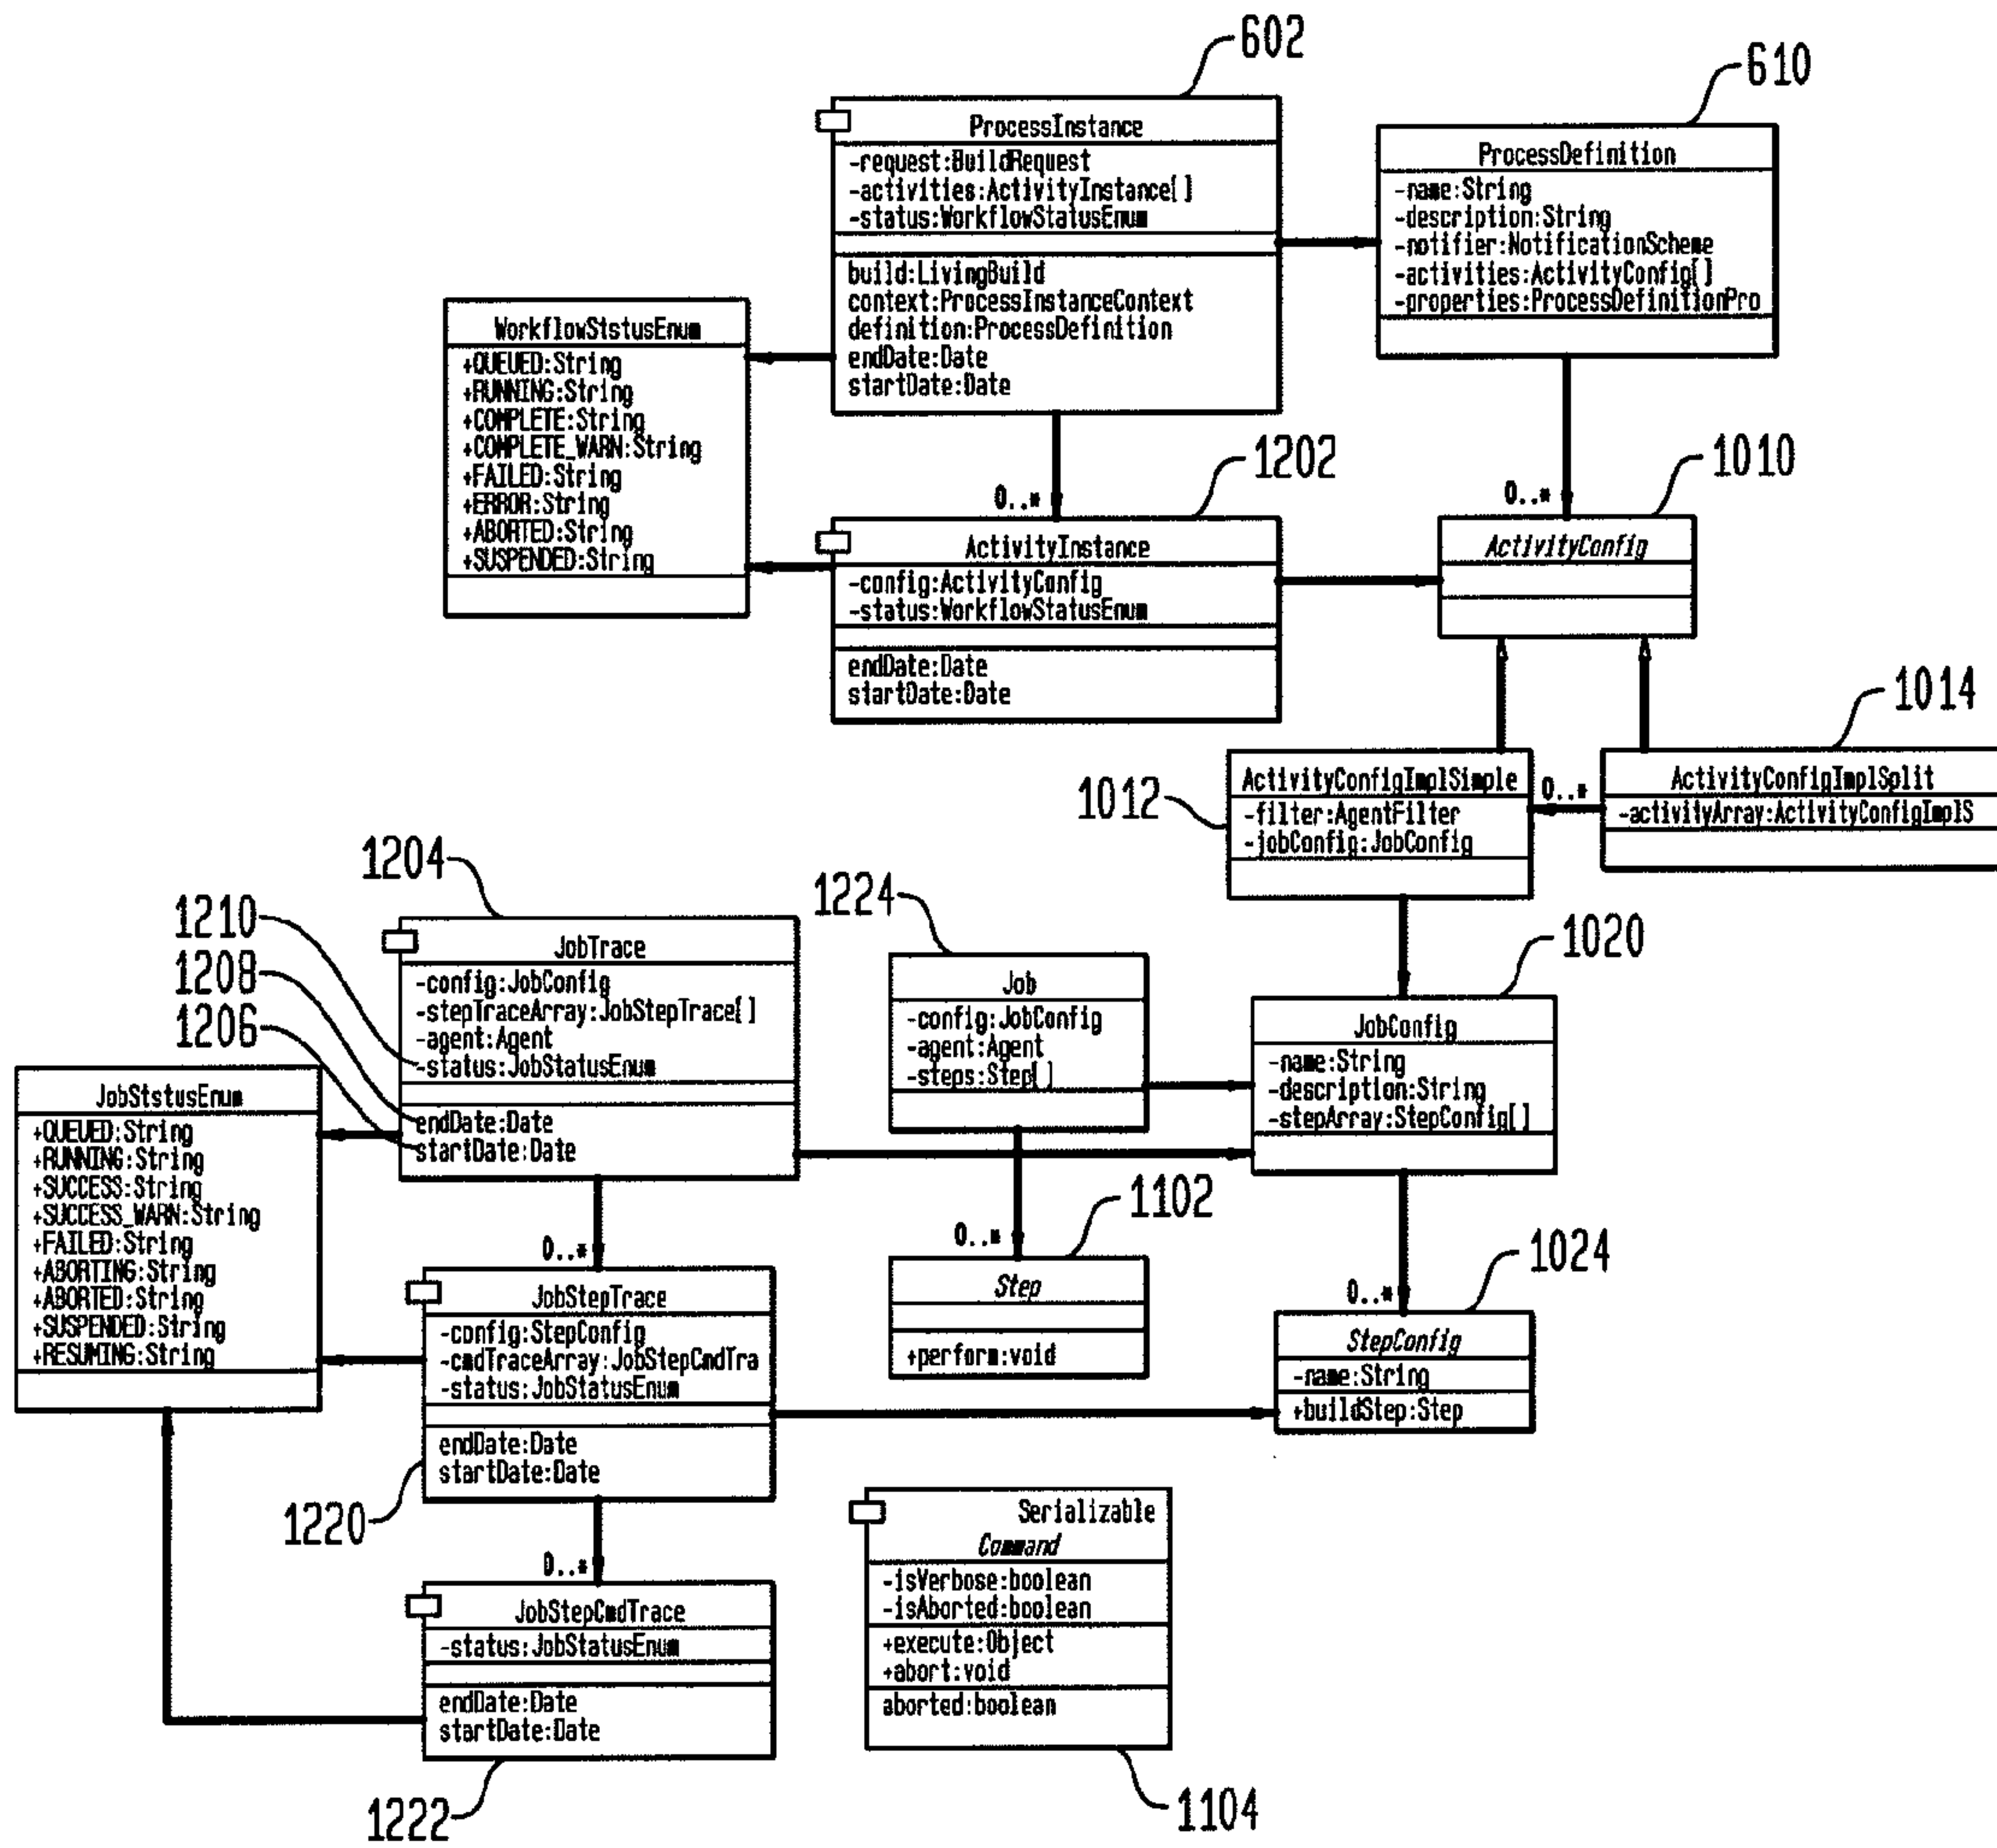 602
610
ProcessInstance
-request:BuildRequest
-activities:ActivityInstance[]
-status:WorkflowStatusEnum
build:LivingBuild
context:ProcessInstanceContext
definition:ProcessDefinition
endDate:Date
startDate:Date
ProcessDefinition
-name:String
-description:String
-notifier:NotificationScheme
-activities:ActivityConfig[]
-properties:ProcessDefinitionPro
WorkflowStstusEnum
+QUEUED:String
+RUNNING:String
+COMPLETE:String
+COMPLETE_WARN:String
+FAILED:String
+ERROR:String
+ABORTED:String
+SUSPENDED:String
0..*
1202
0..*
1010
ActivityInstance
-config:ActivityConfig
-status:WorkflowStatusEnum
endDate:Date
startDate:Date
ActivityConfig
1014
1012
ActivityConfigImplSimple
-filter:AgentFilter
-jobConfig:JobConfig
0..*
ActivityConfigImplSplit
-activityArray:ActivityConfigImplS
1204
1210
1208
1206
JobTrace
-config:JobConfig
-stepTraceArray:JobStepTrace[]
-agent:Agent
-status:JobStatusEnum
endDate:Date
startDate:Date
1224
Job
-config:JobConfig
-agent:Agent
-steps:Step[]
1020
JobConfig
-name:String
-description:String
-stepArray:StepConfig[]
JobStstusEnum
+QUEUED:String
+RUNNING:String
+SUCCESS:String
+SUCCESS_WARN:String
+FAILED:String
+ABORTING:String
+ABORTED:String
+SUSPENDED:String
+RESUMING:String
0..*
0..*
1102
0..*
1024
JobStepTrace
-config:StepConfig
-cmdTraceArray:JobStepCmdTra
-status:JobStatusEnum
endDate:Date
startDate:Date
1220
Step
+perform:void
StepConfig
-name:String
+buildStep:Step
0..*
JobStepCmdTrace
-status:JobStatusEnum
endDate:Date
startDate:Date
1222
Serializable
Command
-isVerbose:boolean
-isAborted:boolean
+execute:Object
+abort:void
aborted:boolean
1104